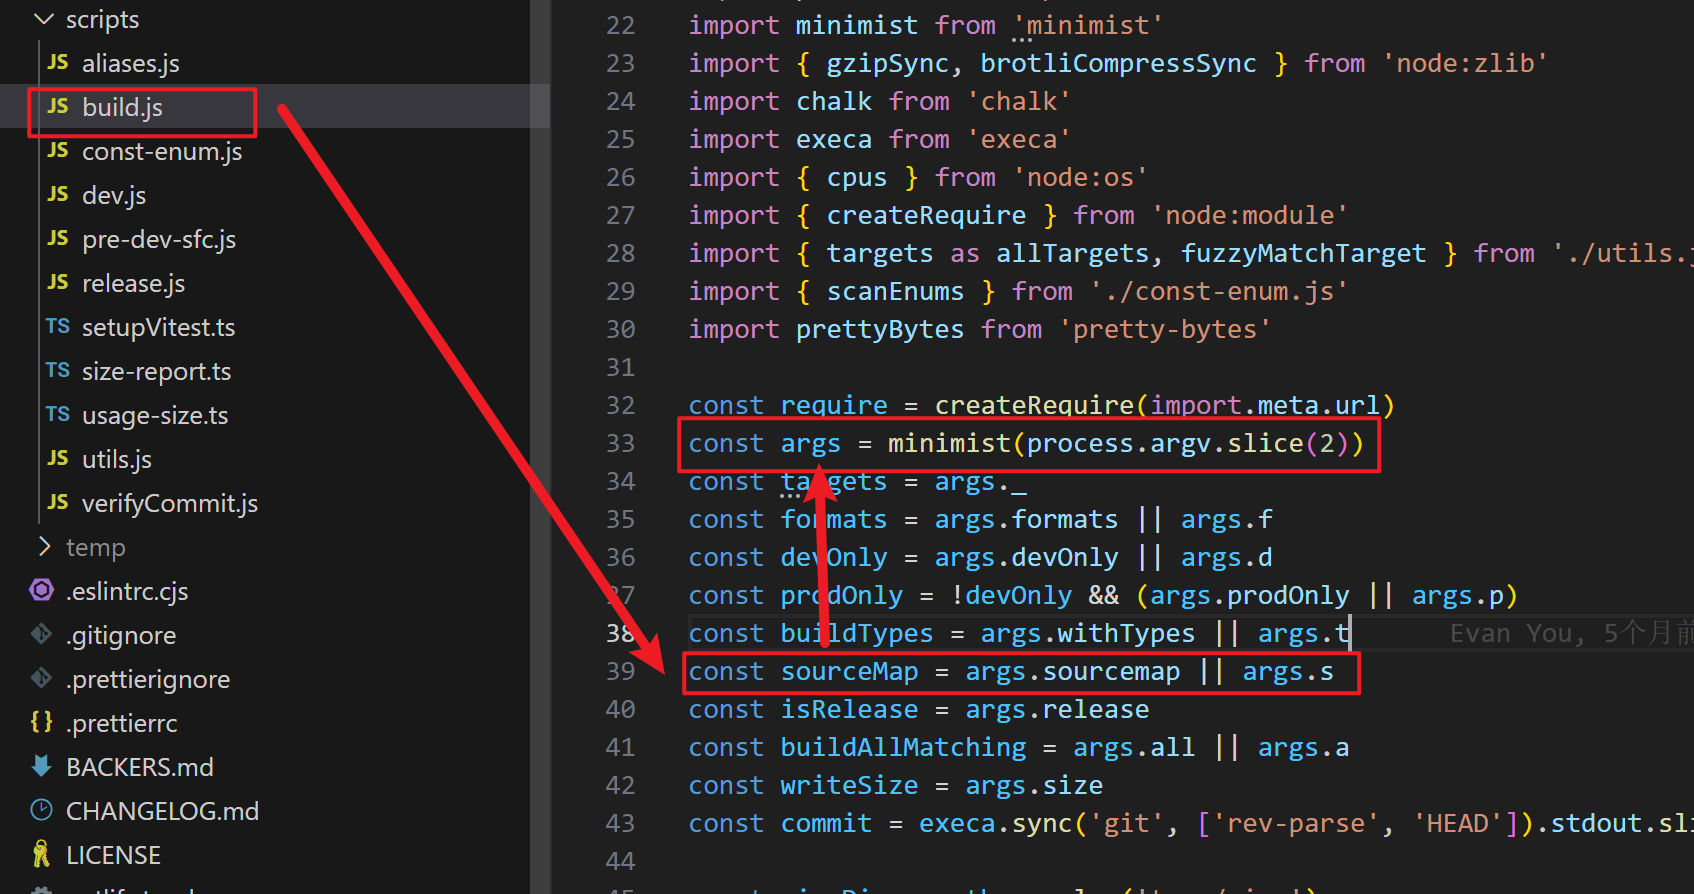 scripts
JS aliases.js
JS build.js
JS const-enum.js
JS dev.js
JS pre-dev-sfc.js
JS release.js
TS setupVitest.ts
TS size-report.ts
TS usage-size.ts
JS utils.js
JS verifyCommit.js
temp
.eslintrc.cjs
.gitignore
.prettierignore
{} .prettierrc
BACKERS.md
CHANGELOG.md
LICENSE
22 import minimist from 'minimist'
23 import { gzipSync, brotliCompressSync } from 'node:zlib'
24 import chalk from 'chalk'
25 import execa from 'execa'
26 import { cpus } from 'node:os'
27 import { createRequire } from 'node:module'
28 import { targets as allTargets, fuzzyMatchTarget } from './utils.j
29 import { scanEnums } from './const-enum.js'
30 import prettyBytes from 'pretty-bytes'
31
32 const require = createRequire(import.meta.url)
33 const args = minimist(process.argv.slice(2))
34 const targets = args._
35 const formats = args.formats || args.f
36 const devOnly = args.devOnly || args.d
37 const prodOnly = !devOnly && (args.prodOnly || args.p)
38 const buildTypes = args.withTypes || args.t Evan You, 5个月前
39 const sourceMap = args.sourcemap || args.s
40 const isRelease = args.release
41 const buildAllMatching = args.all || args.a
42 const writeSize = args.size
43 const commit = execa.sync('git', ['rev-parse', 'HEAD']).stdout.sli
44